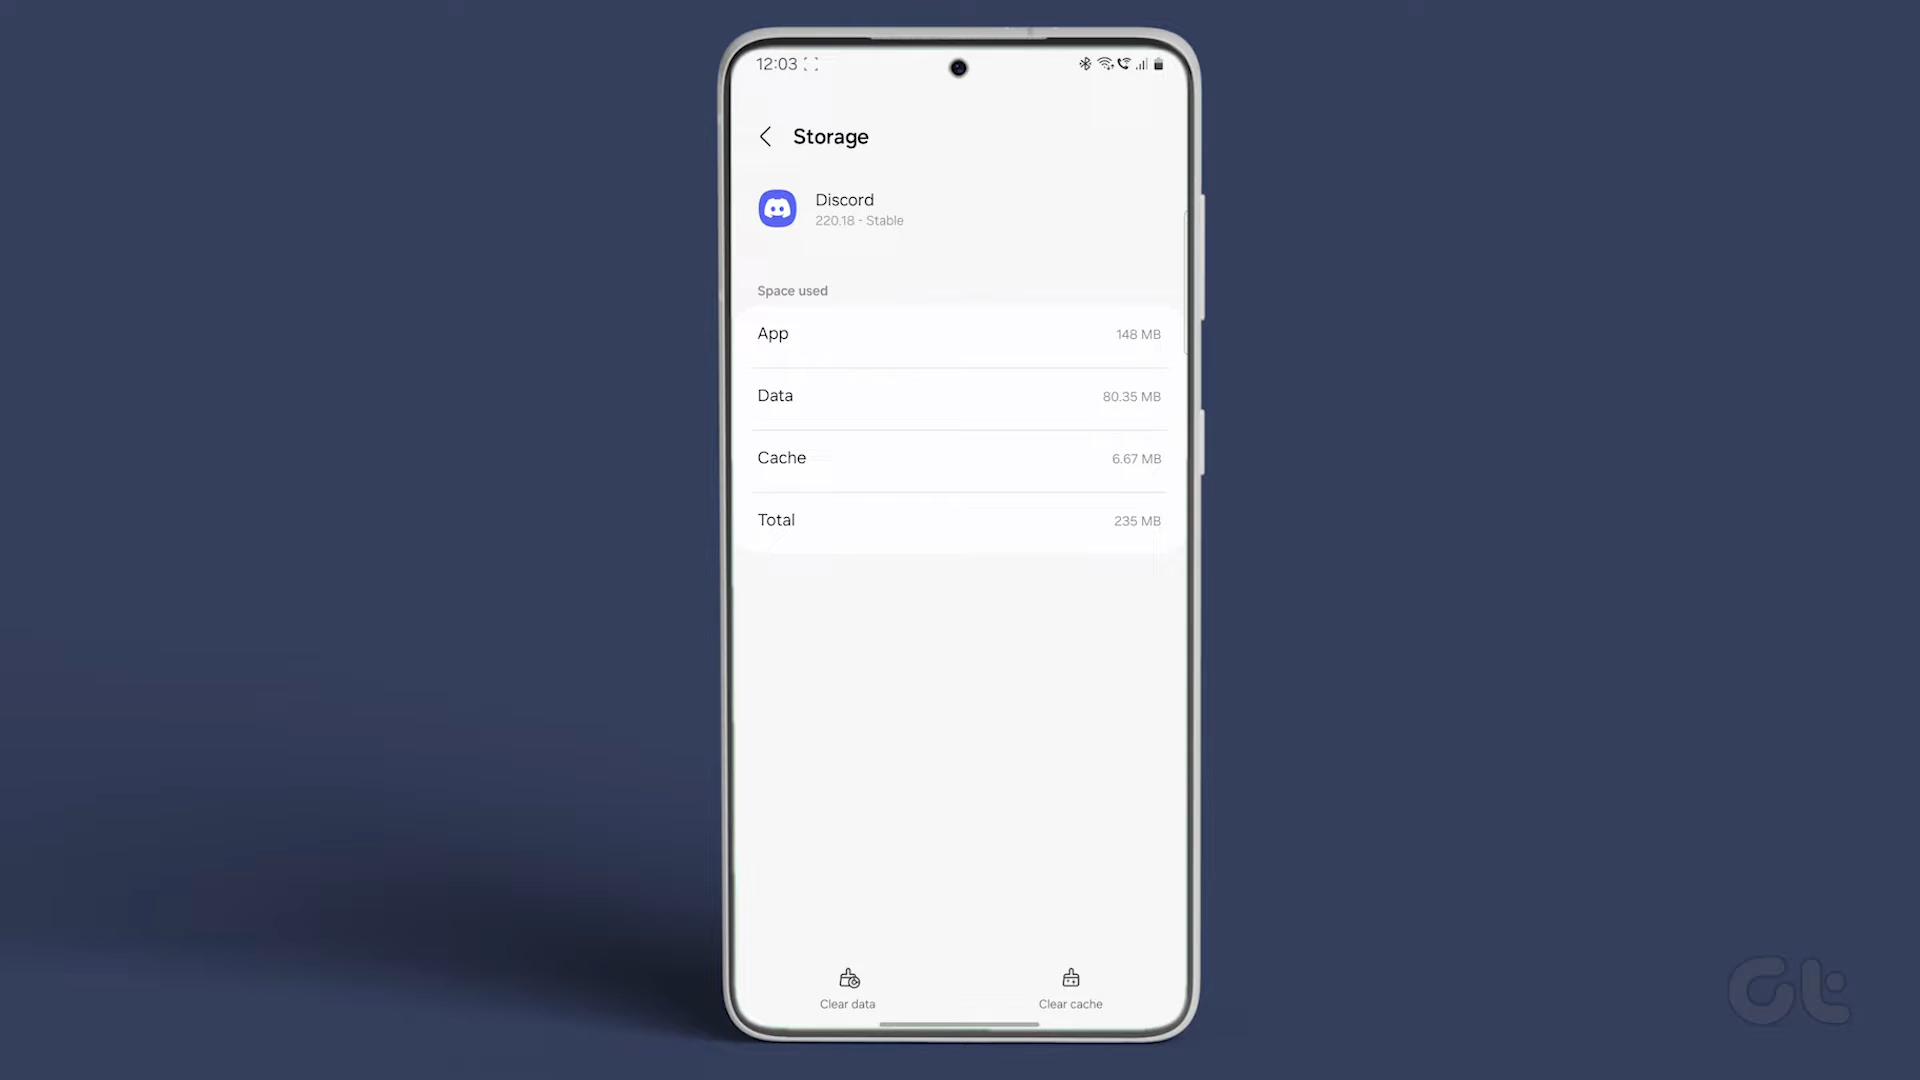 12:03
Storage
Discord
220.18 - Stable
Space used
App 148 MB
Data 80.35 MB
Cache 6.67 MB
Total 235 MB
Clear data Clear cache
Gt